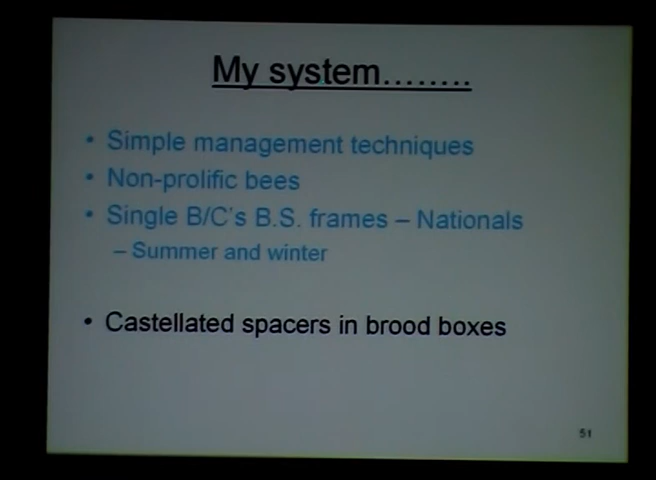 My system........
• Simple management techniques
• Non-prolific bees
• Single B/C's B.S. frames – Nationals
– Summer and winter
• Castellated spacers in brood boxes
51